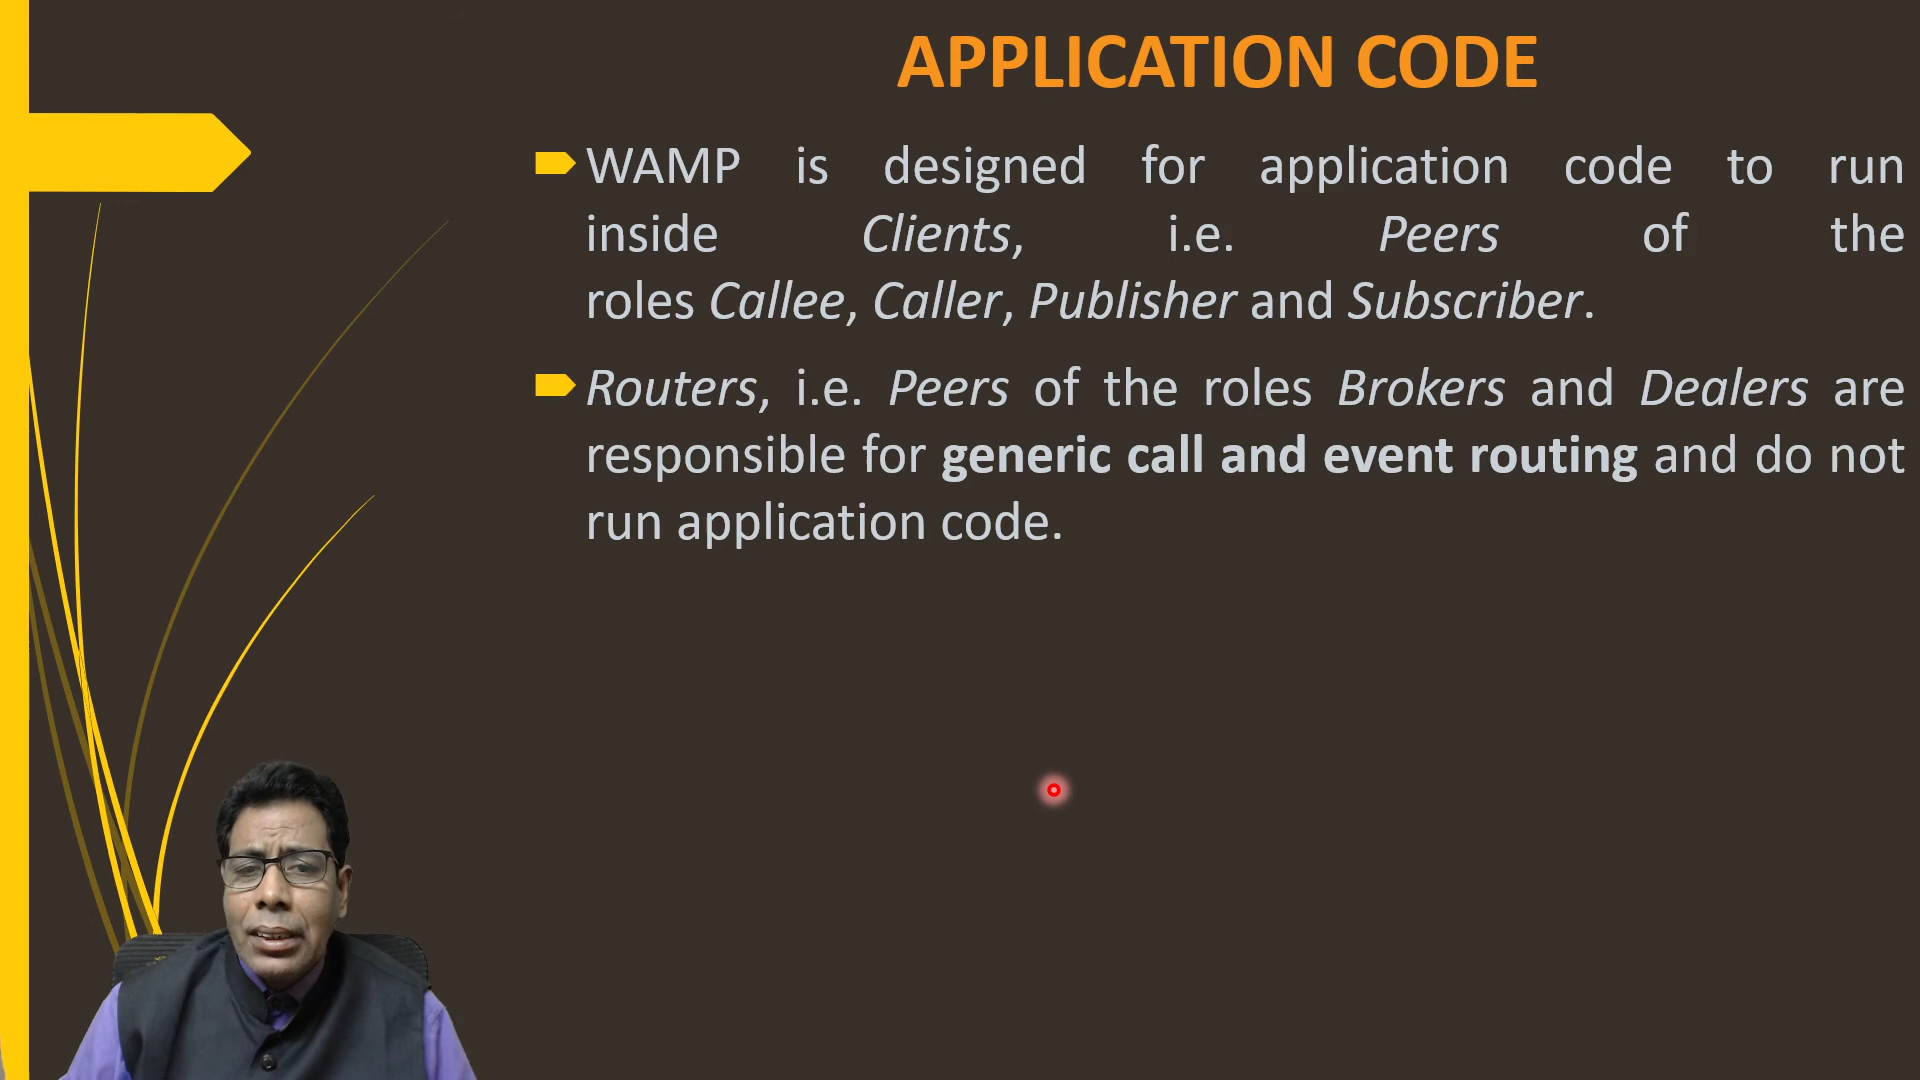 APPLICATION CODE
WAMP is designed for application code to run
inside Clients, i.e. Peers of the
roles Callee, Caller, Publisher and Subscriber.
Routers, i.e. Peers of the roles Brokers and Dealers are
responsible for generic call and event routing and do not
run application code.